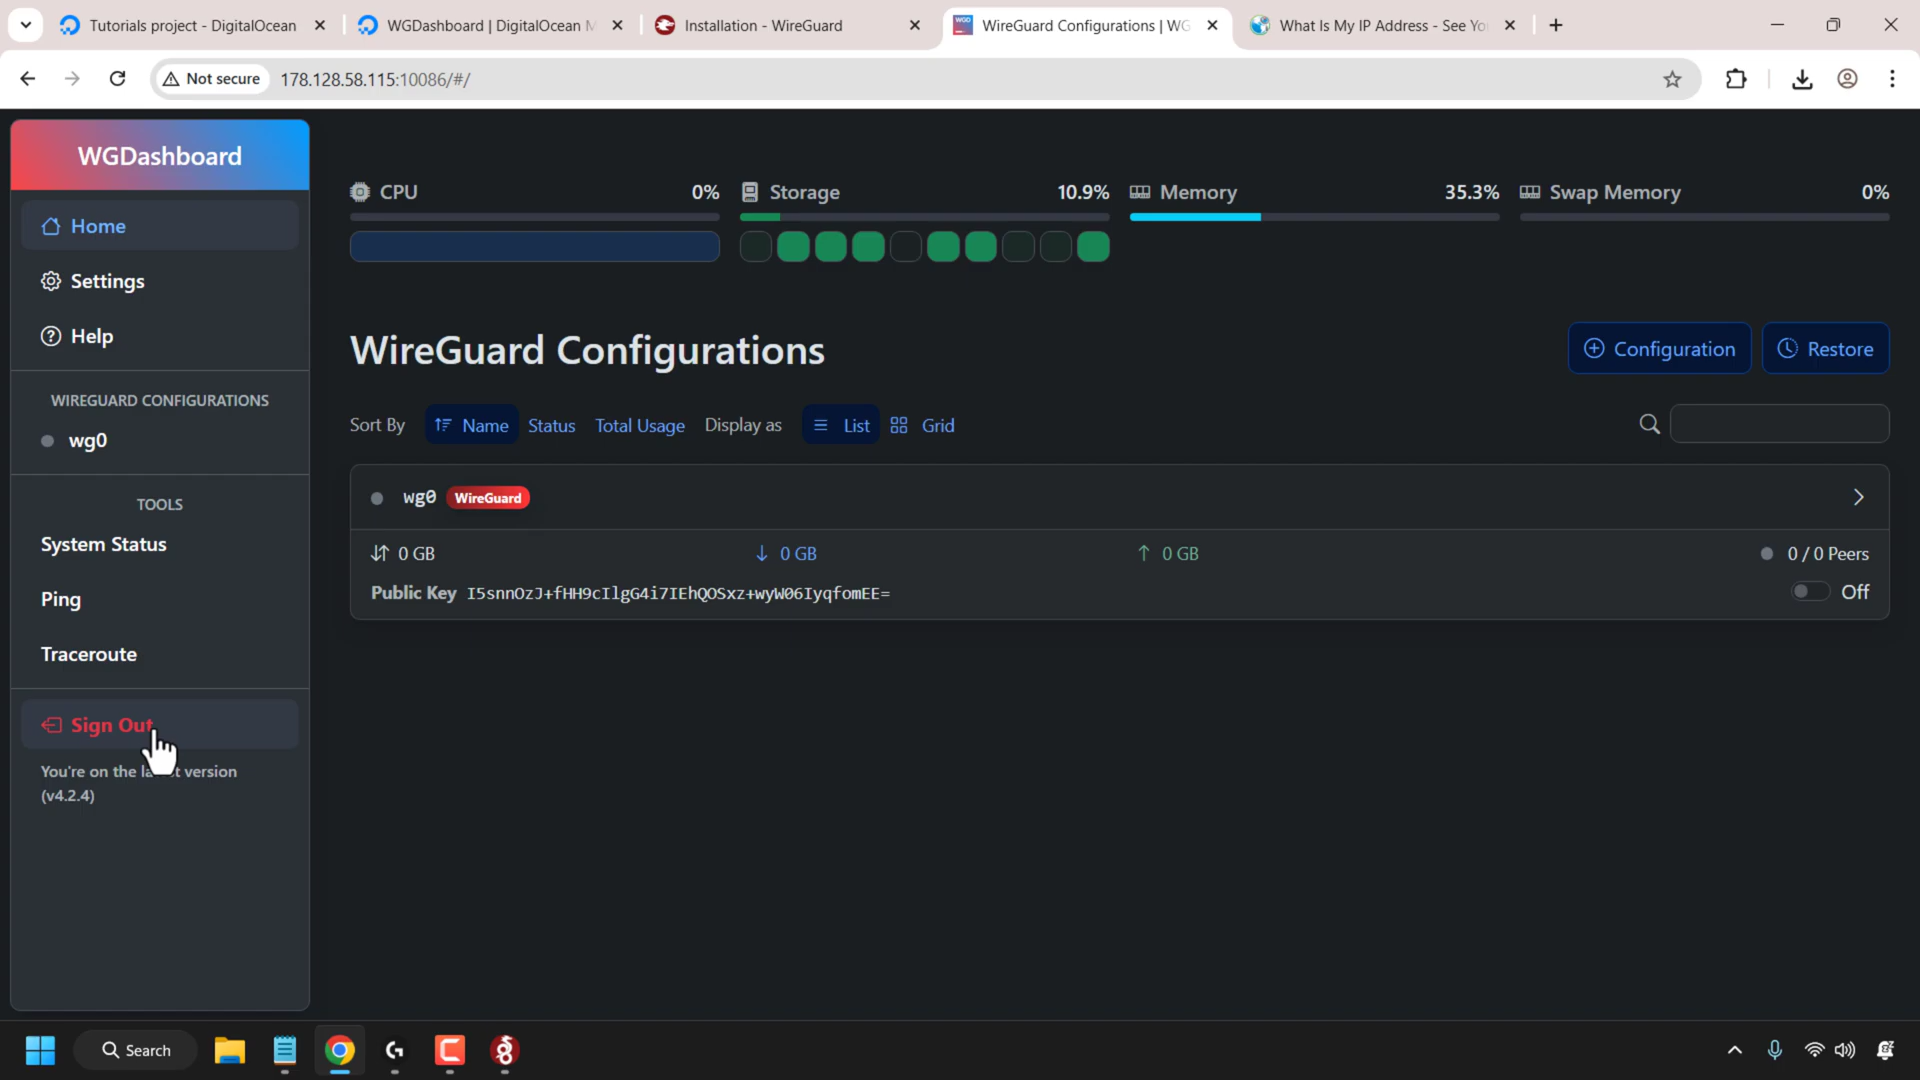 Tutorials project - DigitalOcean
WGDashboard | DigitalOcean M
Installation - WireGuard
WireGuard Configurations | WG
What Is My IP Address - See Yo
Not secure
178.128.58.115:10086/#/
WGDashboard
Home
Settings
Help
WIREGUARD CONFIGURATIONS
wg0
TOOLS
System Status
Ping
Traceroute
Sign Out
You're on the version
(v4.2.4)
CPU 0%
Storage 10.9%
Memory 35.3%
Swap Memory 0%
WireGuard Configurations
Configuration
Restore
Sort By Name Status Total Usage Display as List Grid
wg0 WireGuard
0 GB
0 GB
0 GB
0 / 0 Peers
Public Key I5snnOzJ+fHH9cIlgG4i7IEhQOSxz+wyW06IyqfomEE=
Off
Search